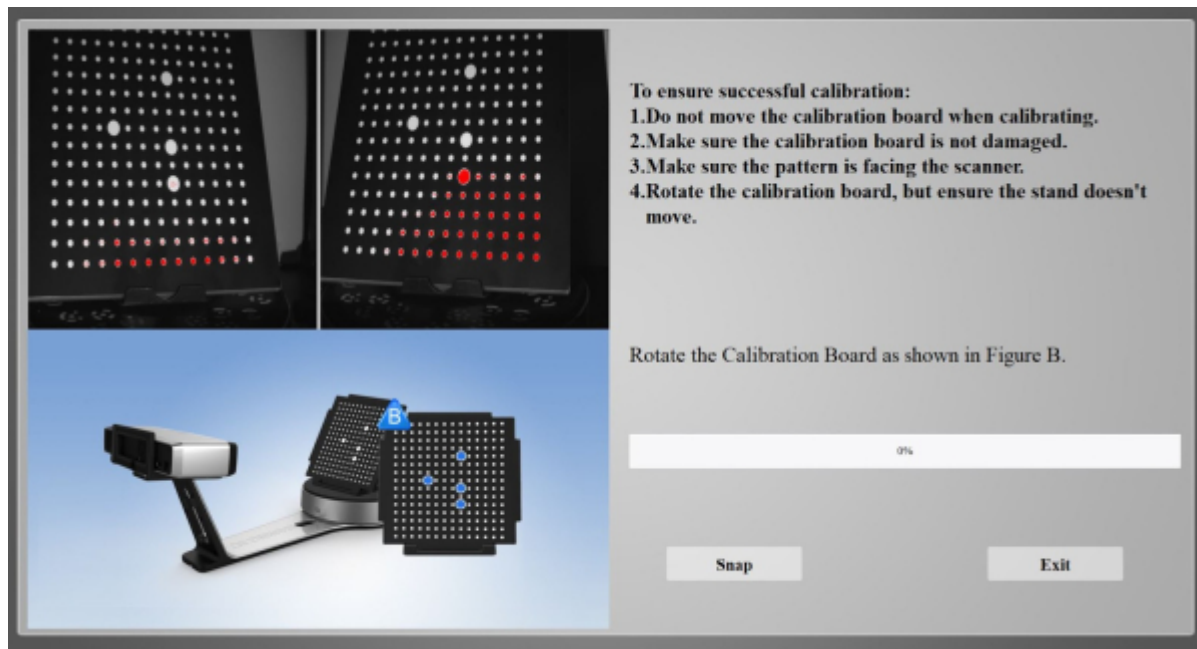 To ensure successful calibration:
1.Do not move the calibration board when calibrating.
2.Make sure the calibration board is not damaged.
3.Make sure the pattern is facing the scanner.
4.Rotate the calibration board, but ensure the stand doesn't
move.
Rotate the Calibration Board as shown in Figure B.
B
0%
Snap
Exit